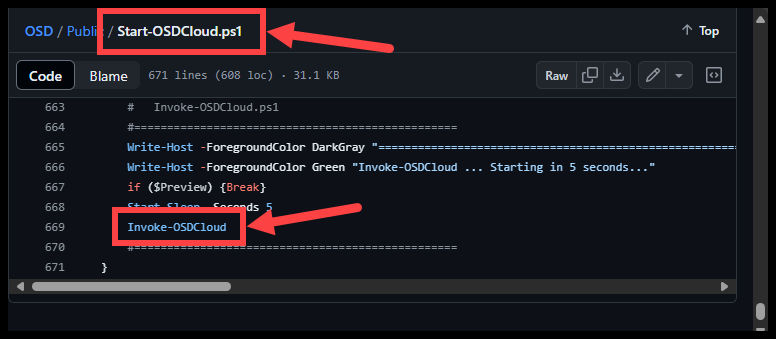 OSD / Public / Start-OSDCloud.ps1
Top
Code
Blame
671 lines (608 loc) · 31.1 KB
Raw
663 # Invoke-OSDCloud.ps1
664 #================================================
665 Write-Host -ForegroundColor DarkGray "======================================================
666 Write-Host -ForegroundColor Green "Invoke-OSDCloud ... Starting in 5 seconds..."
667 if ($Preview) {Break}
668 Start-Sleep -Seconds 5
669 Invoke-OSDCloud
670 #================================================
671 }